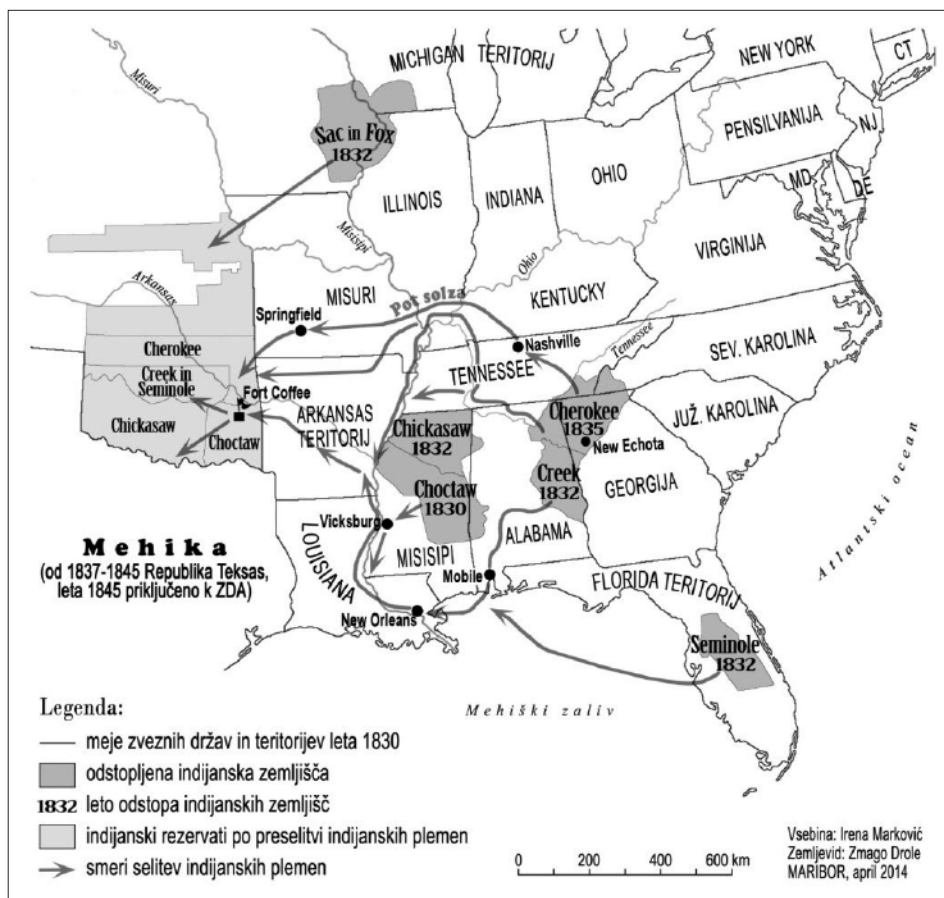 MICHIGAN TERITORIJ
NEW YORK
CT
Misuri
PENSILVANIJA
NJ
Sac in Fox
1832
MD
DE
ILLINOIS
INDIANA
OHIO
Misisipi
Ohio
VIRGINIJA
Arkansas
MISURI
KENTUCKY
Pot solza
Springfield
Nashville
Tennessee
SEV. KAROLINA
Cherokee
TENNESSEE
Creek in
Seminole
Fort Coffee
ARKANSAS
TERITORIJ
Chickasaw
Choctaw
Chickasaw
1832
Cherokee
1835
New Echota
JUŽ. KAROLINA
Choctaw
1830
Creek
1832
GEORGIJA
Vicksburg
MISISIPI
ALABAMA
LOUISIANA
Mehika
(od 1837-1845 Republika Teksas,
leta 1845 priključeno k ZDA)
Mobile
FLORIDA TERITORIJ
New Orleans
Seminole
1832
Atlantski ocean
Mehiški zaliv
Legenda:
meje zveznih držav in teritorijev leta 1830
odstopljena indijanska zemljišča
1832 leto odstopa indijanskih zemljišč
indijanski rezervati po preselitvi indijanskih plemen
smeri selitev indijanskih plemen
0 200 400 600 km
Vsebina: Irena Marković
Zemljevid: Zmago Drole
MARIBOR, april 2014